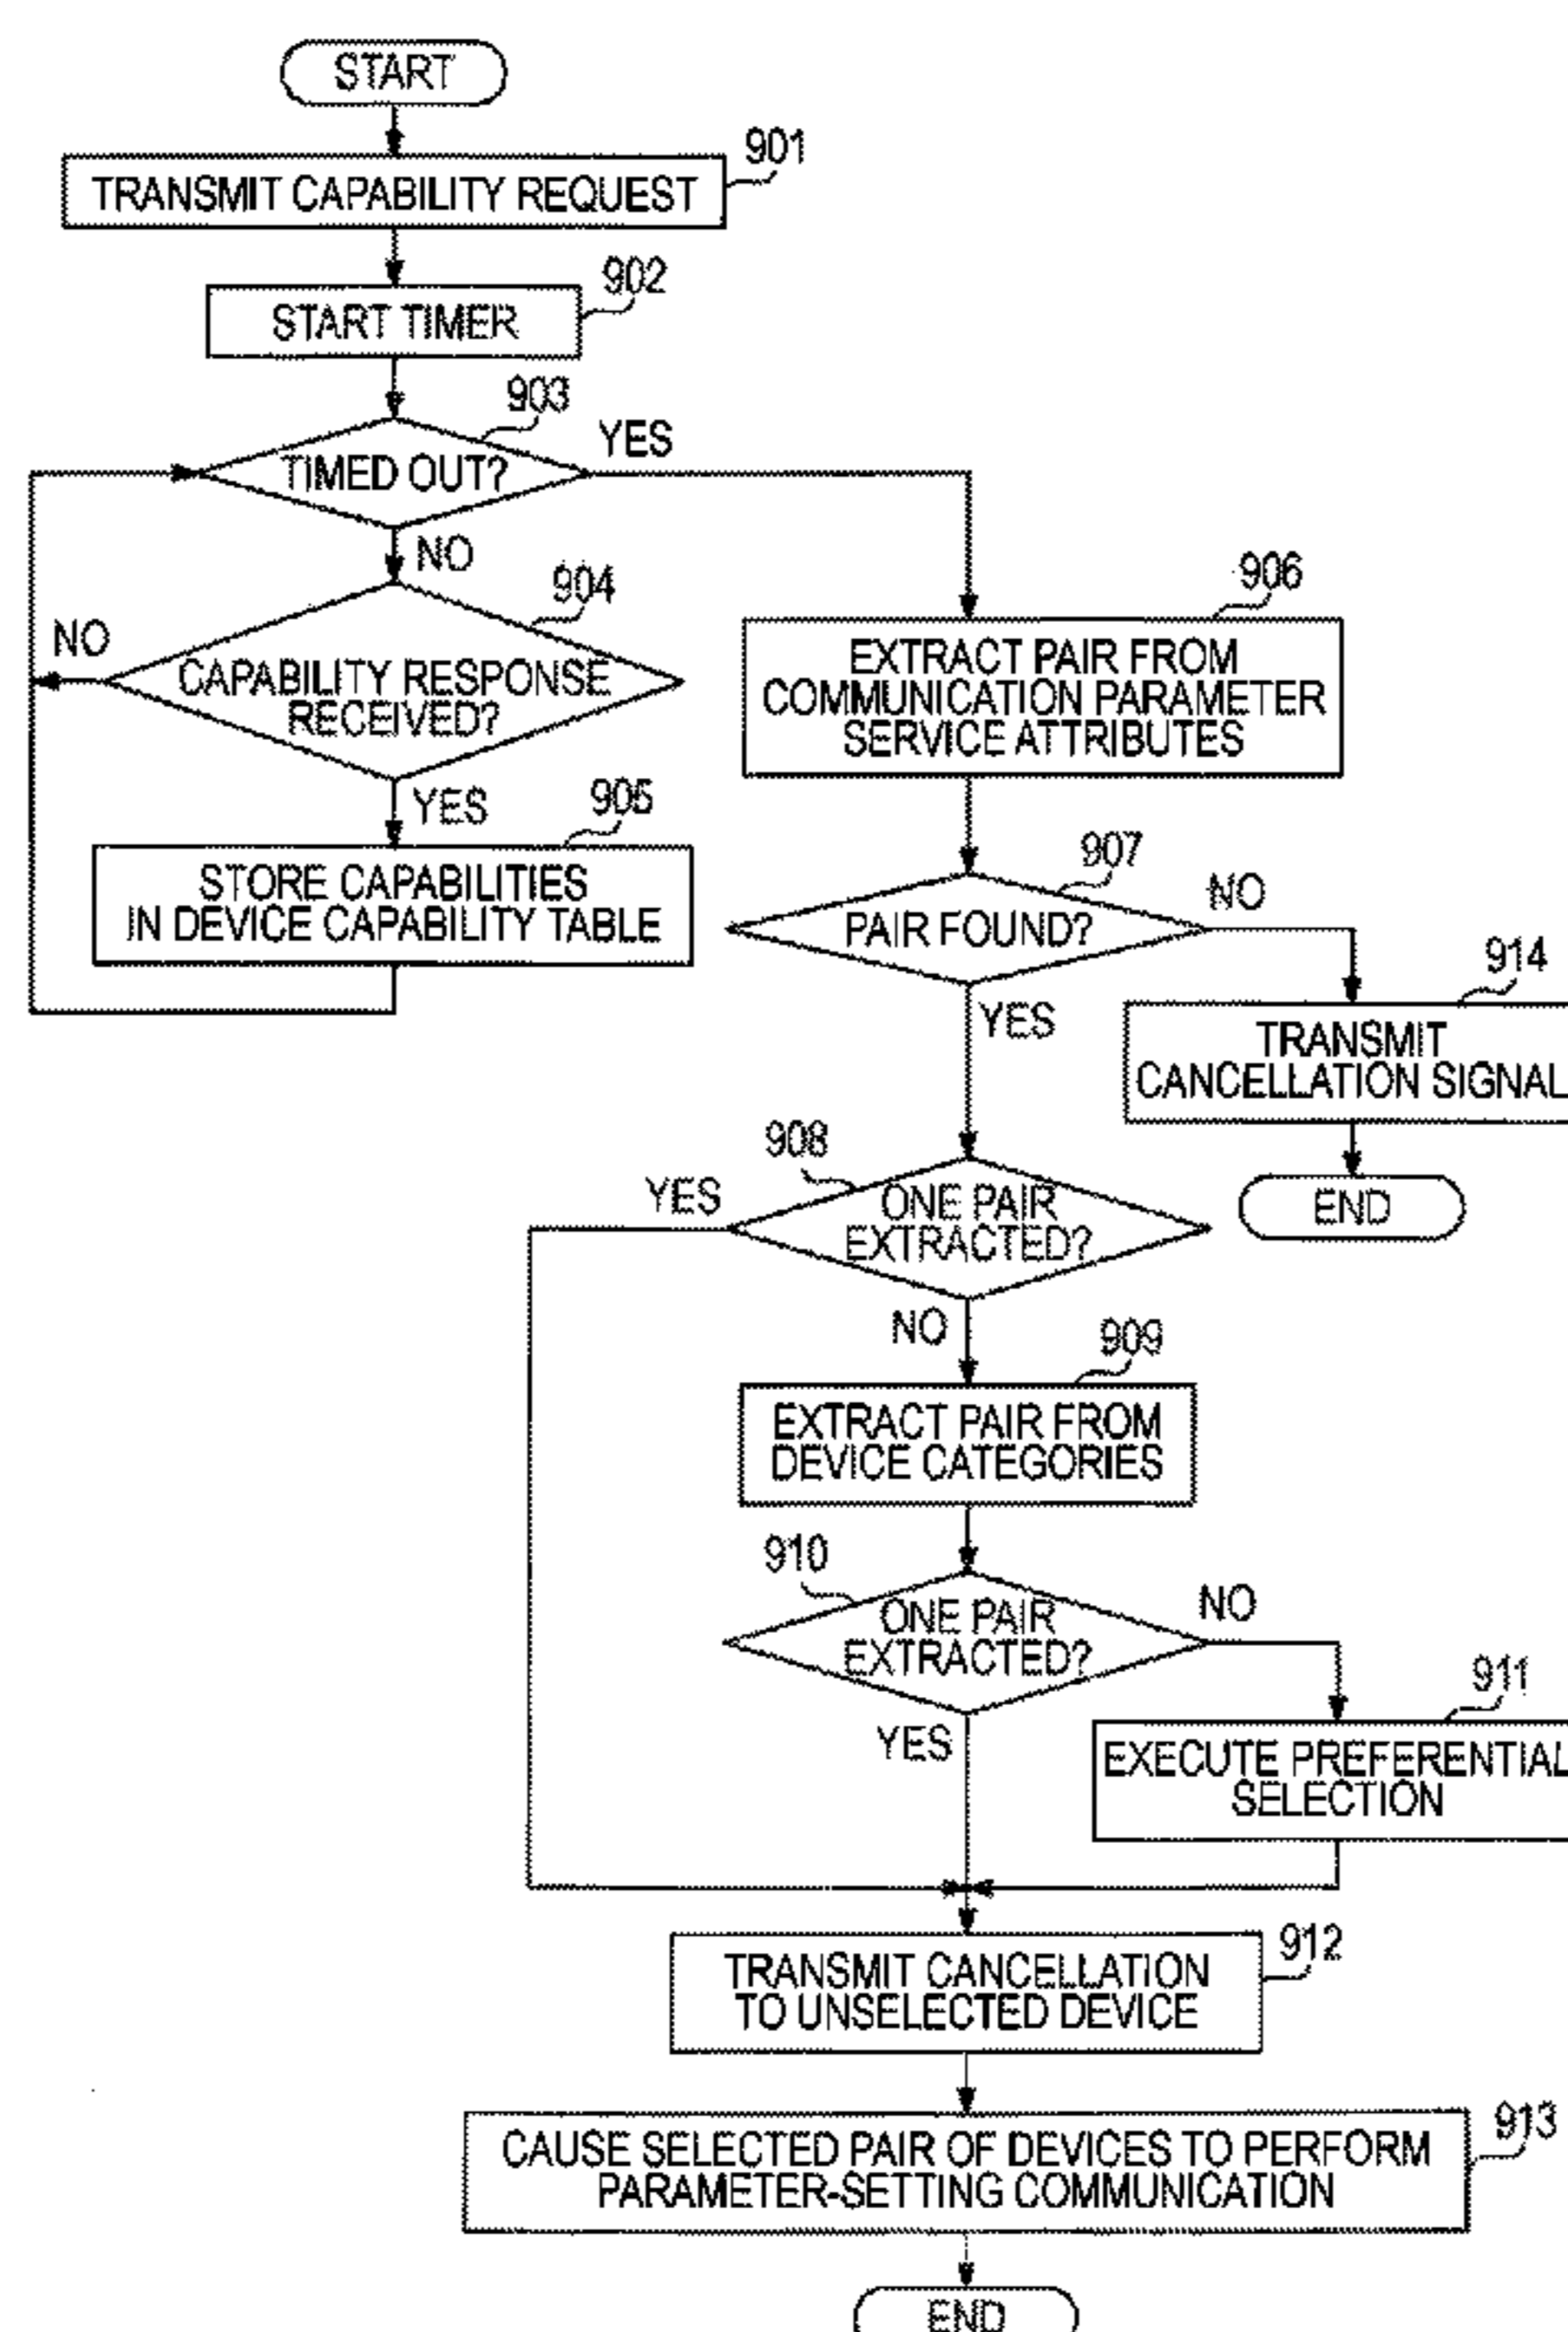 START
901
TRANSMIT CAPABILITY REQUEST
902
START TIMER
903
TIMED OUT?
YES
NO
904
NO
CAPABILITY RESPONSE
RECEIVED?
YES
905
STORE CAPABILITIES
IN DEVICE CAPABILITY TABLE
906
EXTRACT PAIR FROM
COMMUNICATION PARAMETER
SERVICE ATTRIBUTES
907
PAIR FOUND?
NO
YES
914
TRANSMIT
CANCELLATION SIGNAL
END
908
YES
ONE PAIR
EXTRACTED?
NO
909
EXTRACT PAIR FROM
DEVICE CATEGORIES
910
ONE PAIR
EXTRACTED?
NO
YES
911
EXECUTE PREFERENTIAL
SELECTION
912
TRANSMIT CANCELLATION
TO UNSELECTED DEVICE
913
CAUSE SELECTED PAIR OF DEVICES TO PERFORM
PARAMETER-SETTING COMMUNICATION
END